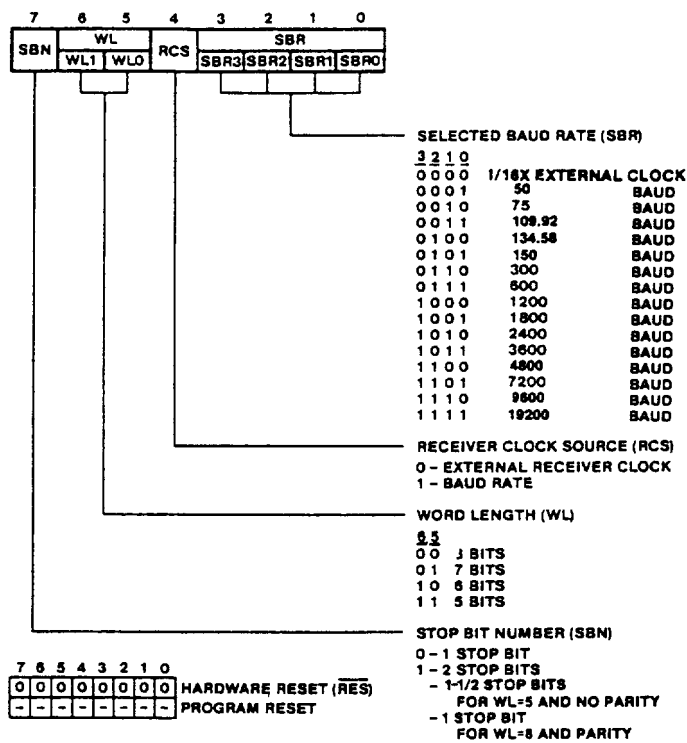 7 6 5 4 3 2 1 0
SBN WL RCS SBR
WL1 WL0 SBR3 SBR2 SBR1 SBR0
SELECTED BAUD RATE (SBR)
3 2 1 0
0 0 0 0 1/16X EXTERNAL CLOCK
0 0 0 1 50 BAUD
0 0 1 0 75 BAUD
0 0 1 1 109.92 BAUD
0 1 0 0 134.58 BAUD
0 1 0 1 150 BAUD
0 1 1 0 300 BAUD
0 1 1 1 600 BAUD
1 0 0 0 1200 BAUD
1 0 0 1 1800 BAUD
1 0 1 0 2400 BAUD
1 0 1 1 3600 BAUD
1 1 0 0 4800 BAUD
1 1 0 1 7200 BAUD
1 1 1 0 9600 BAUD
1 1 1 1 19200 BAUD
RECEIVER CLOCK SOURCE (RCS)
0 – EXTERNAL RECEIVER CLOCK
1 – BAUD RATE
WORD LENGTH (WL)
6 5
0 0 BITS
0 1 7 BITS
1 0 6 BITS
1 1 5 BITS
STOP BIT NUMBER (SBN)
0 – 1 STOP BIT
1 – 2 STOP BITS
– 1-1/2 STOP BITS
FOR WL=5 AND NO PARITY
– 1 STOP BIT
FOR WL=8 AND PARITY
7 6 5 4 3 2 1 0
0 0 0 0 0 0 0 0 HARDWARE RESET (RES)
- - - - - - - - PROGRAM RESET